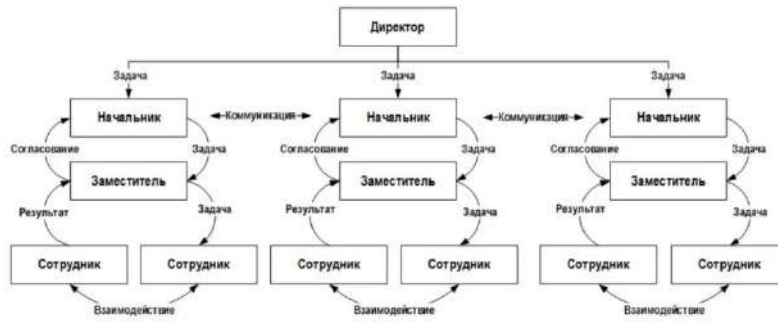 Директор
Задача Задача Задача
Начальник Коммуникация Начальник Коммуникация Начальник
Согласование Задача Согласование Задача Согласование Задача
Заместитель Заместитель Заместитель
Результат Задача Результат Задача Результат Задача
Сотрудник Сотрудник Сотрудник Сотрудник Сотрудник Сотрудник
Взаимодействие Взаимодействие Взаимодействие